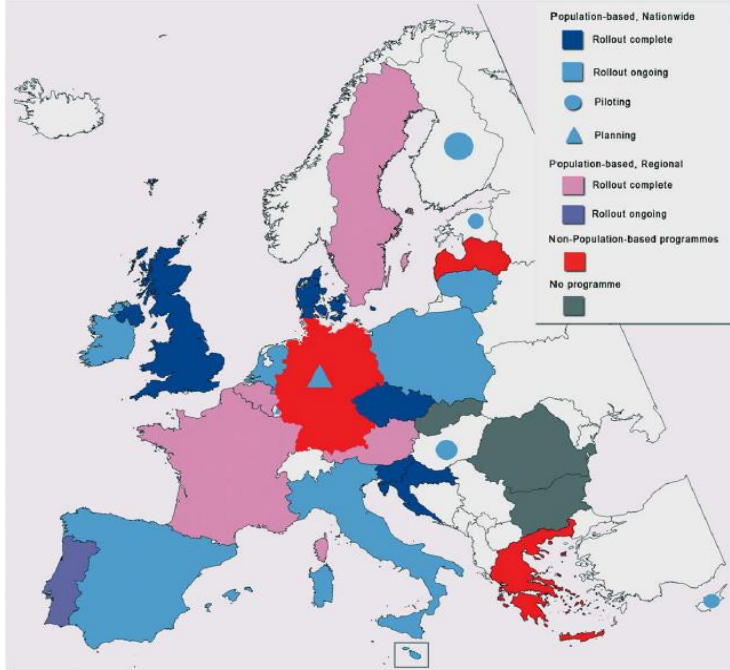 Population-based, Nationwide
Rollout complete
Rollout ongoing
Piloting
Planning
Population-based, Regional
Rollout complete
Rollout ongoing
Non-Population-based programmes
No programme